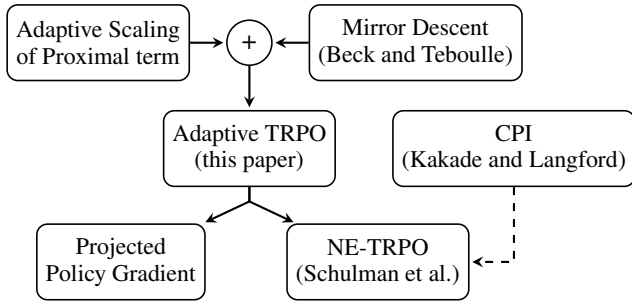 Adaptive Scaling
of Proximal term
+
Mirror Descent
(Beck and Teboulle)
Adaptive TRPO
(this paper)
CPI
(Kakade and Langford)
Projected
Policy Gradient
NE-TRPO
(Schulman et al.)